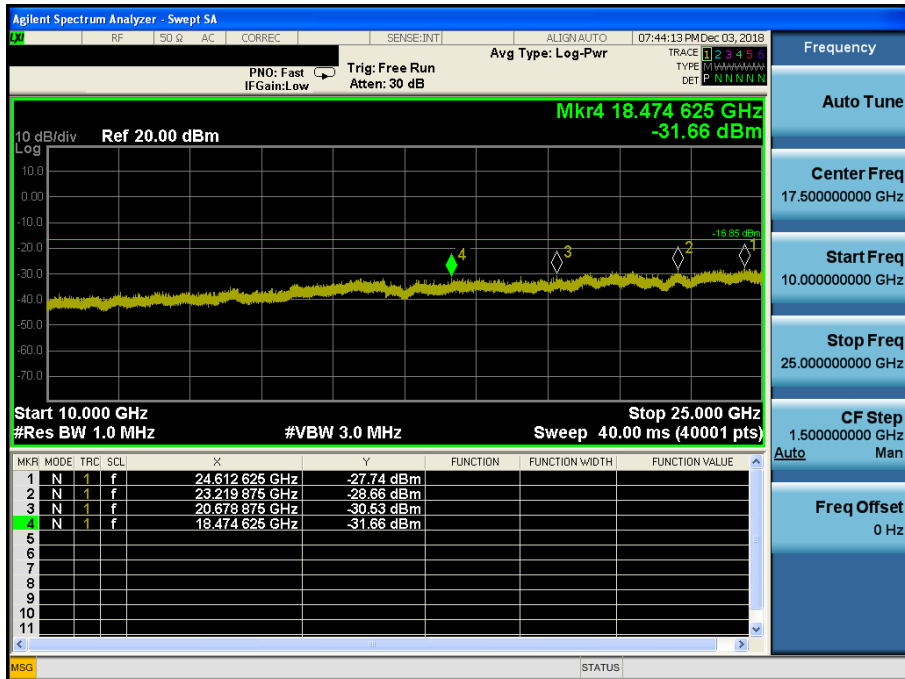 Agilent Spectrum Analyzer - Swept SA
LXI RF 50 Ω AC CORREC SENSE:INT ALIGN AUTO 07:44:13 PM Dec 03, 2018
Avg Type: Log-Pwr TRACE 1 2 3 4 5 6
PNO: Fast Trig: Free Run TYPE M WWWWW
IFGain:Low Atten: 30 dB DET P N N N N N
Mkr4 18.474 625 GHz
10 dB/div Ref 20.00 dBm -31.66 dBm
Log
10.0
0.00
-10.0
-16.85 dBm
-20.0
4 3 2 1
-30.0
-40.0
-50.0
-60.0
-70.0
Start 10.000 GHz Stop 25.000 GHz
#Res BW 1.0 MHz #VBW 3.0 MHz Sweep 40.00 ms (40001 pts)
MKR MODE TRC SCL X Y FUNCTION FUNCTION WIDTH FUNCTION VALUE
1 N 1 f 24.612 625 GHz -27.74 dBm
2 N 1 f 23.219 875 GHz -28.66 dBm
3 N 1 f 20.678 875 GHz -30.53 dBm
4 N 1 f 18.474 625 GHz -31.66 dBm
5
6
7
8
9
10
11
MSG STATUS
Frequency
Auto Tune
Center Freq
17.500000000 GHz
Start Freq
10.000000000 GHz
Stop Freq
25.000000000 GHz
CF Step
1.500000000 GHz
Auto Man
Freq Offset
0 Hz